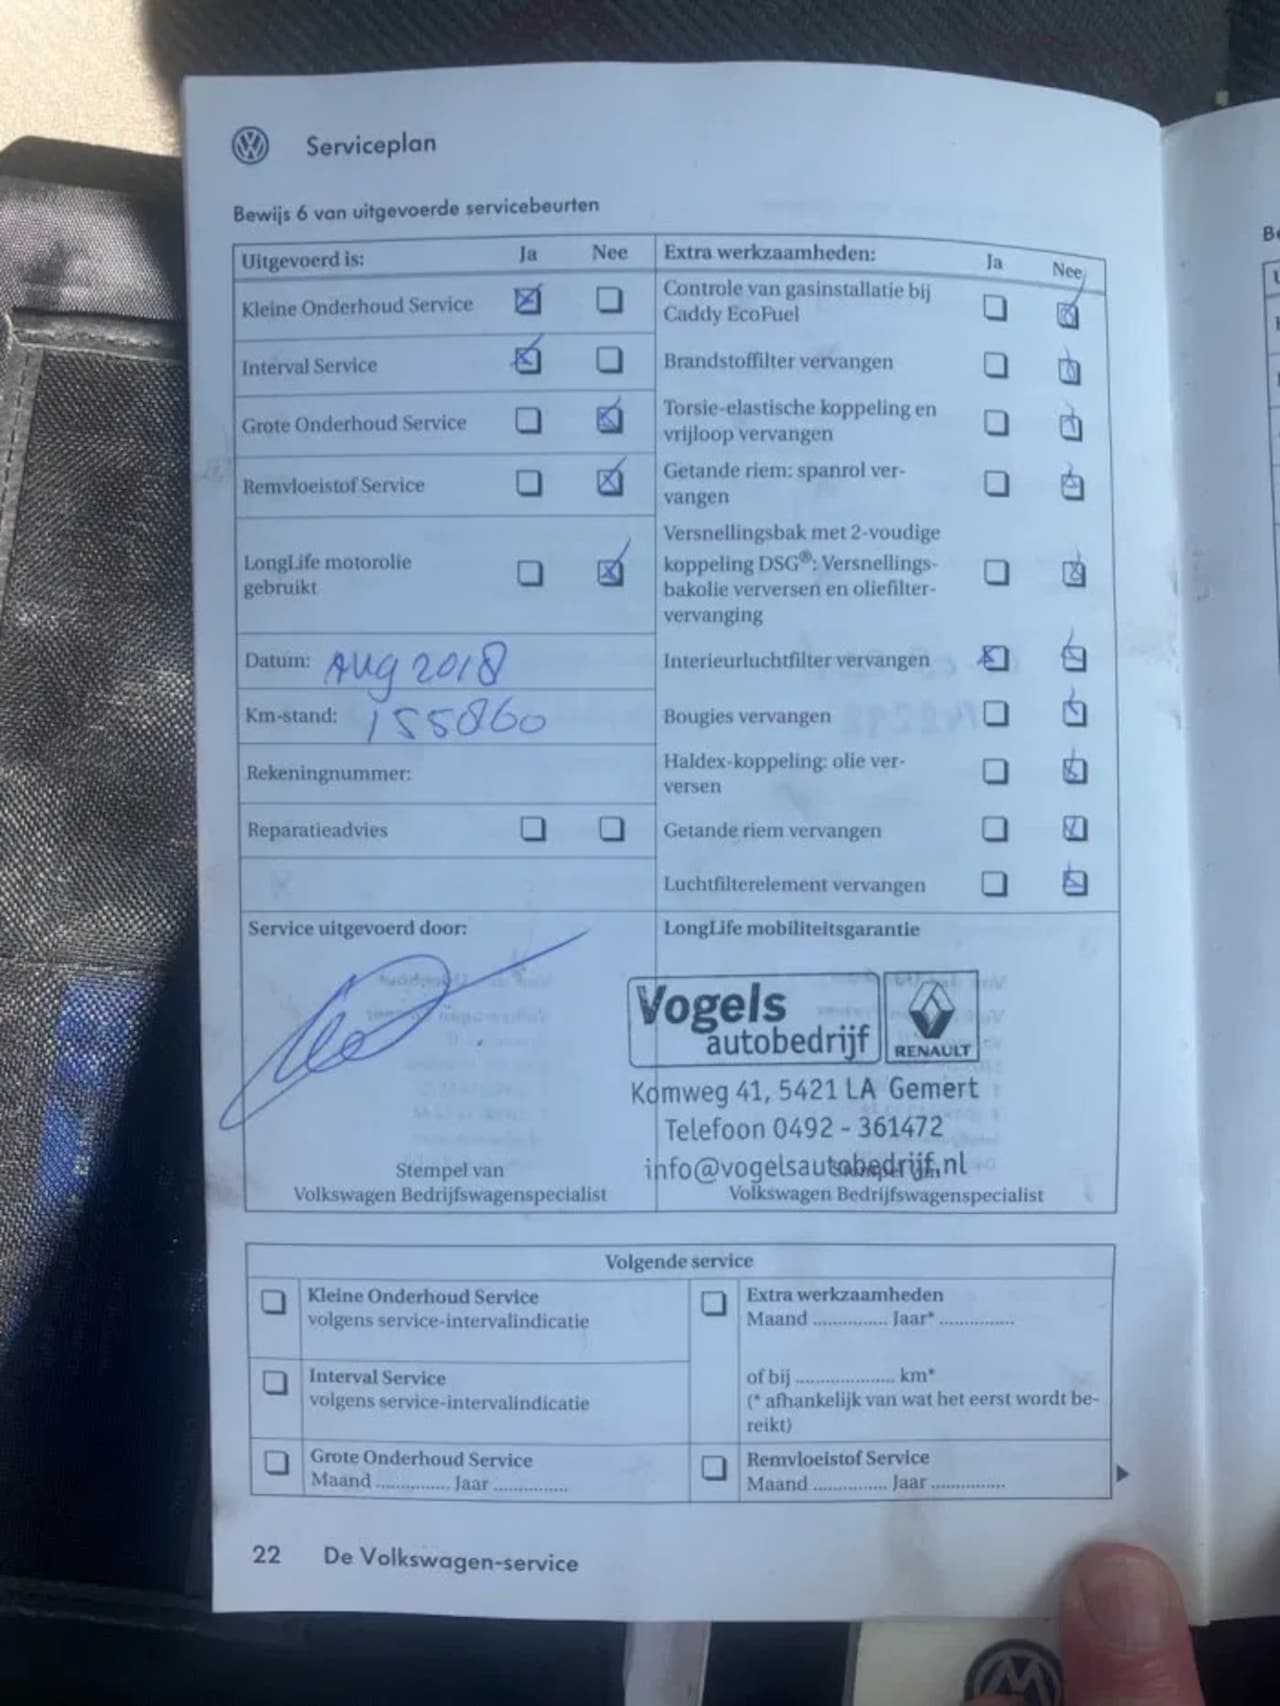 Serviceplan
Bewijs 6 van uitgevoerde servicebeurten
Uitgevoerd is: Ja Nee
Kleine Onderhoud Service
Interval Service
Grote Onderhoud Service
Remvloeistof Service
LongLife motorolie
gebruikt
Datum: Aug 2018
Km-stand: 155860
Rekeningnummer:
Reparatieadvies
Extra werkzaamheden: Ja Nee
Controle van gasinstallatie bij
Caddy EcoFuel
Brandstoffilter vervangen
Torsie-elastische koppeling en
vrijloop vervangen
Getande riem: spanrol ver-
vangen
Versnellingsbak met 2-voudige
koppeling DSG®: Versnellings-
bakolie verversen en oliefilter-
vervanging
Interieurluchtfilter vervangen
Bougies vervangen
Haldex-koppeling: olie ver-
versen
Getande riem vervangen
Luchtfilterelement vervangen
Service uitgevoerd door:
Stempel van
Volkswagen Bedrijfswagenspecialist
LongLife mobiliteitsgarantie
Vogels
autobedrijf
RENAULT
Komweg 41, 5421 LA Gemert
Telefoon 0492 - 361472
info@vogelsautobedrijf.nl
Volkswagen Bedrijfswagenspecialist
Volgende service
Kleine Onderhoud Service
volgens service-intervalindicatie
Interval Service
volgens service-intervalindicatie
Grote Onderhoud Service
Maand ............... Jaar ...............
Extra werkzaamheden
Maand ............... Jaar* ...............
of bij .................... km*
(* afhankelijk van wat het eerst wordt be-
reikt)
Remvloeistof Service
Maand ............... Jaar ...............
22 De Volkswagen-service